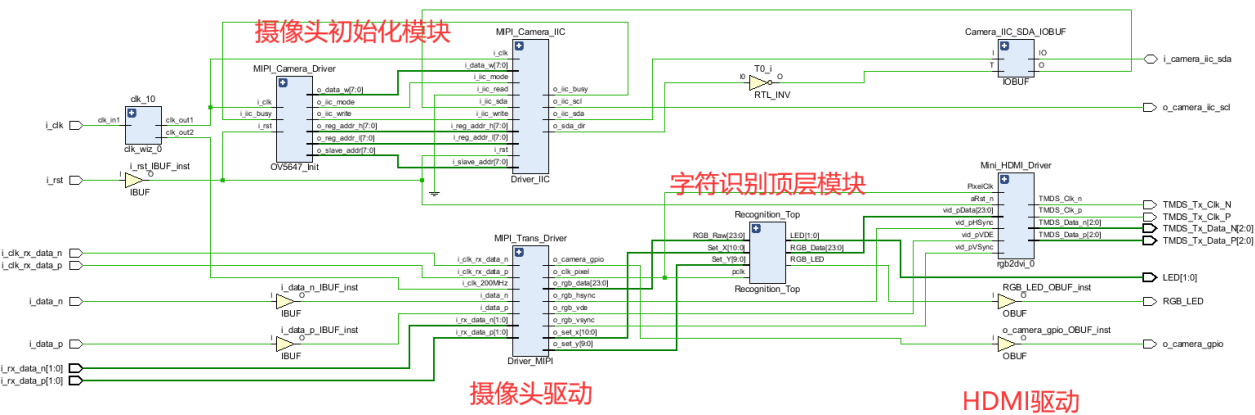 摄像头初始化模块
MIPI_Camera_IIC
Camera_IIC_SDA_IOBUF
i_clk
i_data_w[7:0]
i_iic_mode
i_iic_read
i_iic_sda
i_iic_write
i_reg_addr_h[7:0]
i_reg_addr_l[7:0]
i_rst
i_slave_addr[7:0]
o_iic_busy
o_iic_scl
o_iic_sda
o_sda_dir
Driver_IIC
I
T
IO
O
IOBUF
i_camera_iic_sda
T0_i
I0
O
RTL_INV
o_camera_iic_scl
MIPI_Camera_Driver
i_clk
i_iic_busy
i_rst
o_data_w[7:0]
o_iic_mode
o_iic_write
o_reg_addr_h[7:0]
o_reg_addr_l[7:0]
o_slave_addr[7:0]
OV5647_Init
clk_10
i_clk
clk_in1
clk_out1
clk_out2
clk_wiz_0
i_rst_IBUF_inst
i_rst
I
O
IBUF
字符识别顶层模块
Recognition_Top
RGB_Raw[23:0]
Set_X[10:0]
Set_Y[9:0]
pclk
LED[1:0]
RGB_Data[23:0]
RGB_LED
Recognition_Top
Mini_HDMI_Driver
PixelClk
aRst_n
vid_pData[23:0]
vid_pHSync
vid_pVDE
vid_pVSync
TMDS_Clk_n
TMDS_Clk_p
TMDS_Data_n[2:0]
TMDS_Data_p[2:0]
rgb2dvi_0
TMDS_Tx_Clk_N
TMDS_Tx_Clk_P
TMDS_Tx_Data_N[2:0]
TMDS_Tx_Data_P[2:0]
MIPI_Trans_Driver
i_clk_rx_data_n
i_clk_rx_data_p
i_clk_rx_data_n
i_clk_rx_data_p
i_clk_200MHz
i_data_n
i_data_p
i_rx_data_n[1:0]
i_rx_data_p[1:0]
o_camera_gpio
o_clk_pixel
o_rgb_data[23:0]
o_rgb_hsync
o_rgb_vde
o_rgb_vsync
o_set_x[10:0]
o_set_y[9:0]
Driver_MIPI
LED[1:0]
i_data_n_IBUF_inst
i_data_n
I
O
IBUF
RGB_LED_OBUF_inst
I
O
OBUF
RGB_LED
i_data_p_IBUF_inst
i_data_p
I
O
IBUF
o_camera_gpio_OBUF_inst
I
O
OBUF
o_camera_gpio
i_rx_data_n[1:0]
i_rx_data_p[1:0]
摄像头驱动
HDMI驱动